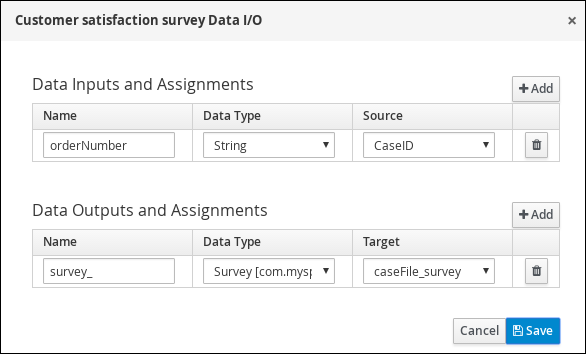 Customer satisfaction survey Data I/O ×
Data Inputs and Assignments
+ Add
Name Data Type Source
orderNumber String CaseID
Data Outputs and Assignments
+ Add
Name Data Type Target
survey_ Survey [com.mysp caseFile_survey
Cancel Save